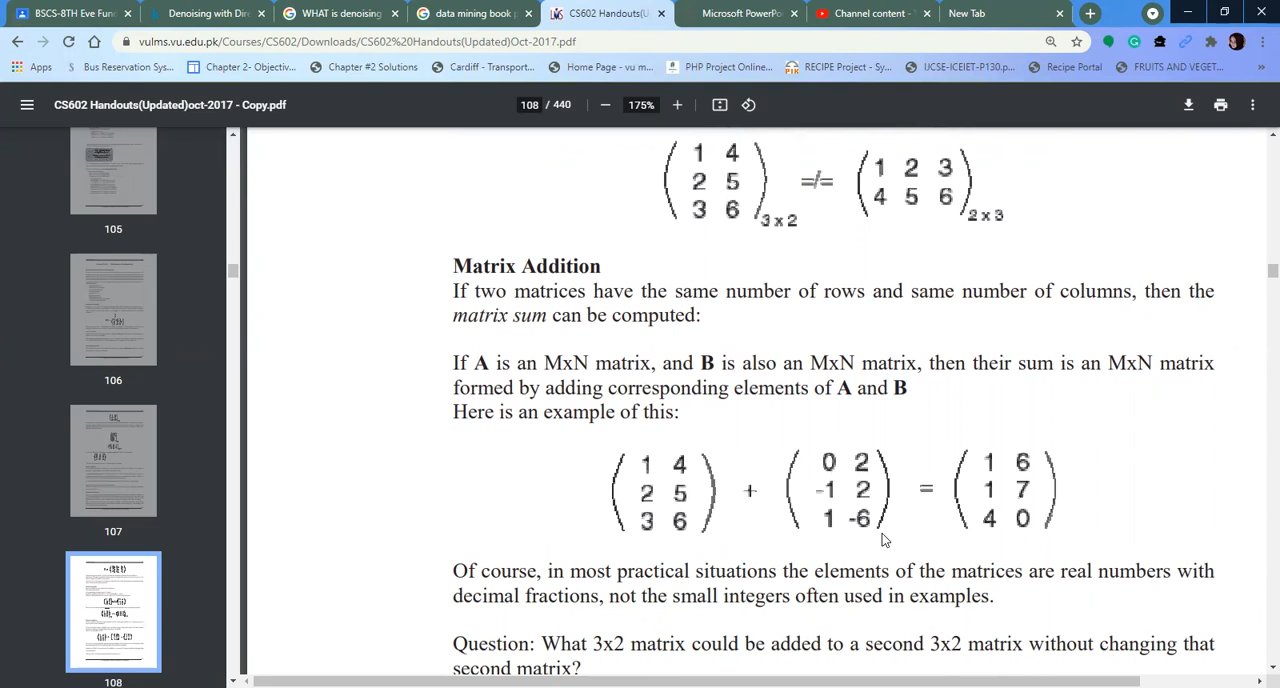 BSCS-8TH Eve Fun
Denoising with Dire
WHAT is denoising
data mining book
CS602 Handouts(U
Microsoft PowerPo
Channel content -
New Tab
vulms.vu.edu.pk/Courses/CS602/Downloads/CS602%20Handouts(Updated)Oct-2017.pdf
Apps
Bus Reservation Sys...
Chapter 2- Objectiv...
Chapter #2 Solutions
Cardiff - Transport...
Home Page - vu m...
PHP Project Online...
RECIPE Project - Sy...
IJCSE-ICEIET-P130.p...
Recipe Portal
FRUITS AND VEGET...
»
CS602 Handouts(Updated)oct-2017 - Copy.pdf
108 / 440
175%
105
106
107
108
1 4
2 5
3 6
3 x 2
=/=
1 2 3
4 5 6
2 x 3
Matrix Addition
If two matrices have the same number of rows and same number of columns, then the
matrix sum can be computed:
If A is an MxN matrix, and B is also an MxN matrix, then their sum is an MxN matrix
formed by adding corresponding elements of A and B
Here is an example of this:
1 4
2 5
3 6
+
0 2
-1 2
1 -6
=
1 6
1 7
4 0
Of course, in most practical situations the elements of the matrices are real numbers with
decimal fractions, not the small integers often used in examples.
Question: What 3x2 matrix could be added to a second 3x2 matrix without changing that
second matrix?